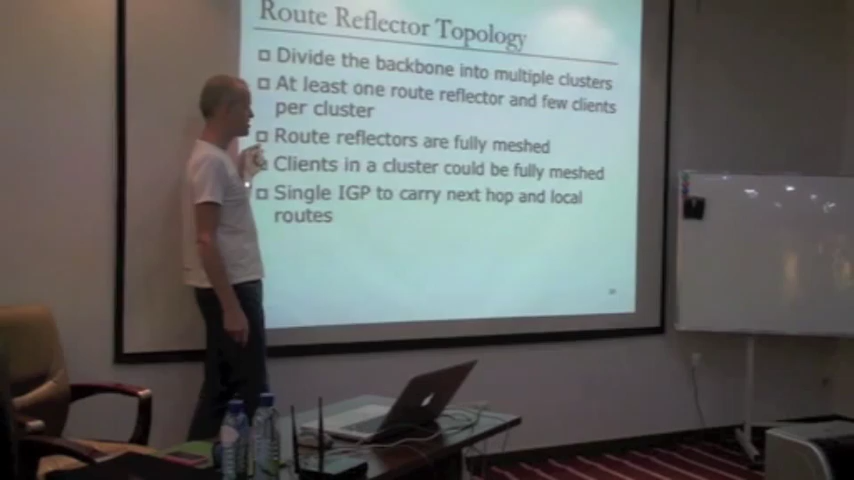 Route Reflector Topology
Divide the backbone into multiple clusters
At least one route reflector and few clients
per cluster
Route reflectors are fully meshed
Clients in a cluster could be fully meshed
Single IGP to carry next hop and local
routes